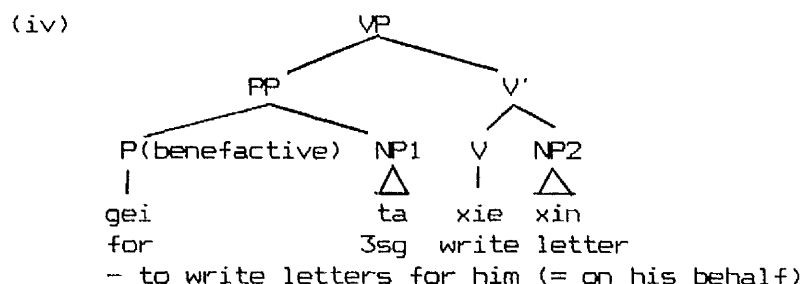 (iv) VP
PP V'
P(benefactive) NP1 V NP2
gei ta xie xin
for 3sg write letter
- to write letters for him (= on his behalf)